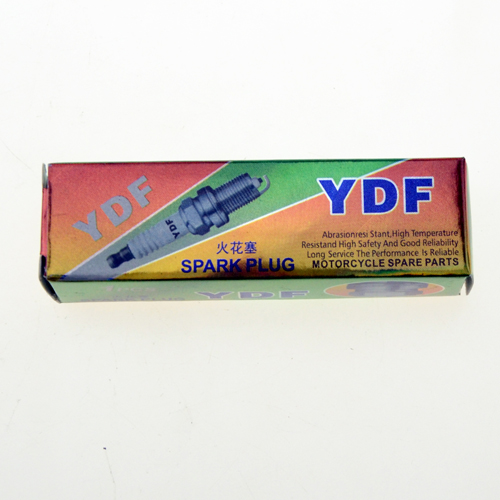 YDF
YDF
火花塞
SPARK PLUG
YDF
Abrasionresi Stant,High Temperature
Resistand High Safety And Good Reliability
Long Service The Performance Is Reliable
MOTORCYCLE SPARE PARTS
YDF